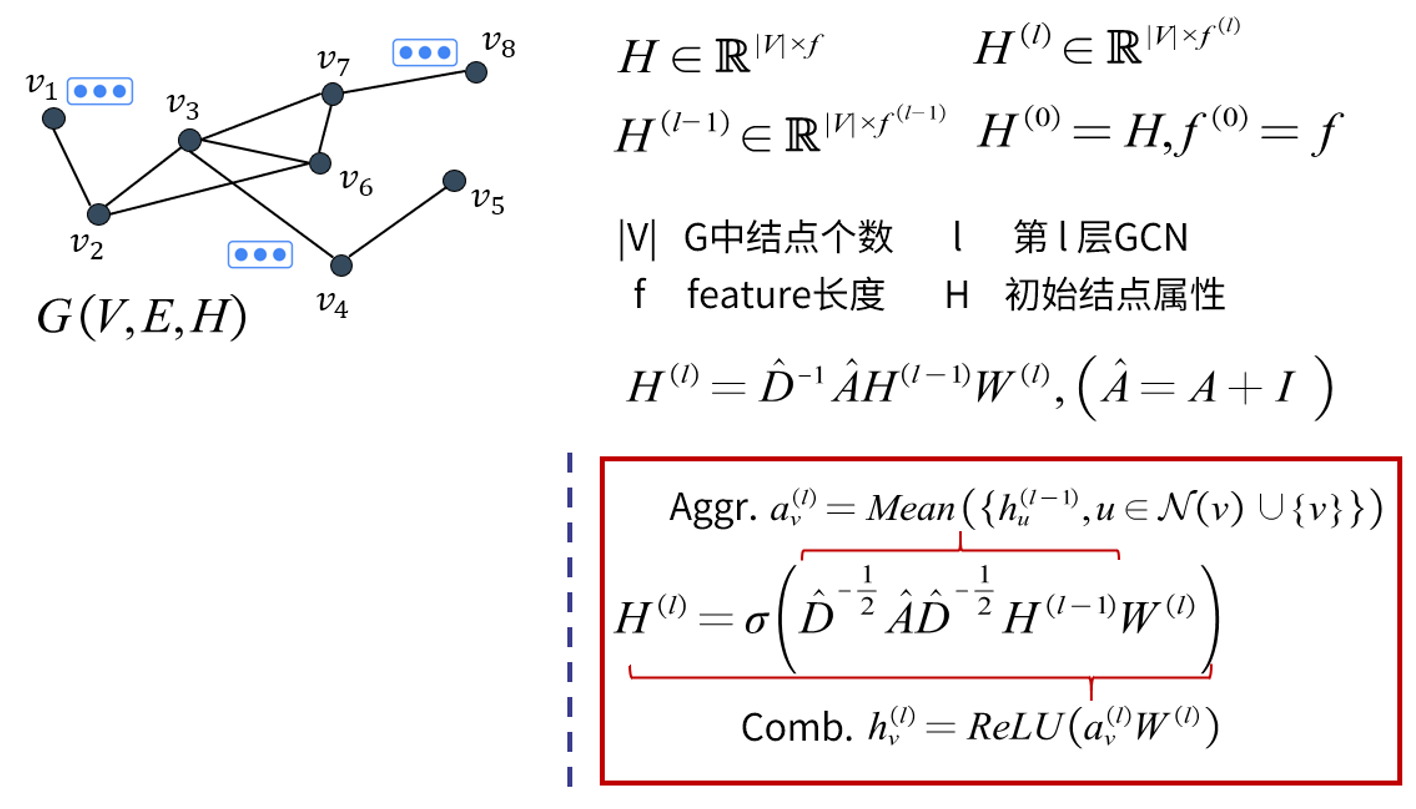 v₁
v₂
v₃
v₄
v₅
v₆
v₇
v₈
G(V,E,H)
H ∈ ℝ^{|V|×f} H^{(l)} ∈ ℝ^{|V|×f^{(l)}}
H^{(l−1)} ∈ ℝ^{|V|×f^{(l−1)}} H^{(0)} = H, f^{(0)} = f
|V| G中结点个数 l 第 l 层GCN
f feature长度 H 初始结点属性
H^{(l)} = D̂^{−1} ÂH^{(l−1)}W^{(l)}, (Â = A + I )
Aggr. a_v^{(l)} = Mean({h_u^{(l−1)}, u ∈ 𝒩(v) ∪ {v}})
H^{(l)} = σ(D̂^{−1/2} ÂD̂^{−1/2} H^{(l−1)}W^{(l)})
Comb. h_v^{(l)} = ReLU(a_v^{(l)}W^{(l)})